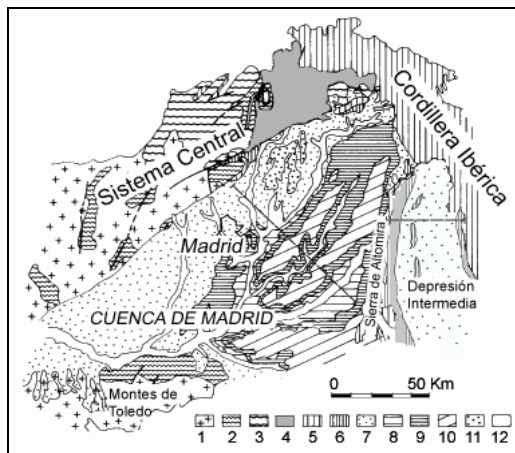 Sistema Central
Cordillera Ibérica
Madrid
Sierra de Altomira
Depresión
Intermedia
CUENCA DE MADRID
Montes de
Toledo
0 50 Km
1 2 3 4 5 6 7 8 9 10 11 12